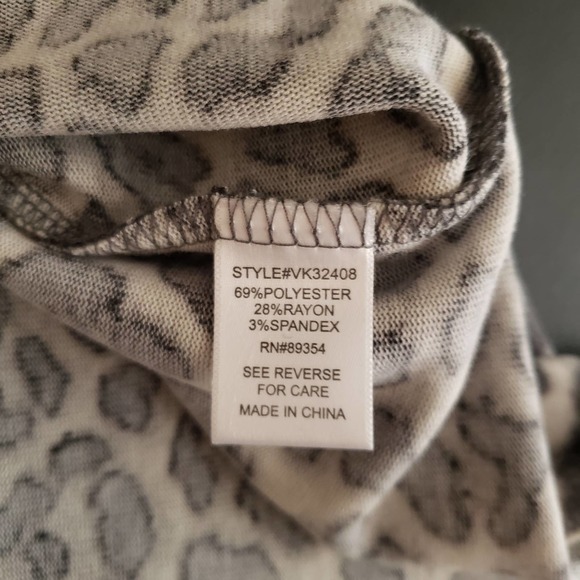 STYLE#VK32408
69%POLYESTER
28%RAYON
3%SPANDEX
RN#89354
SEE REVERSE
FOR CARE
MADE IN CHINA